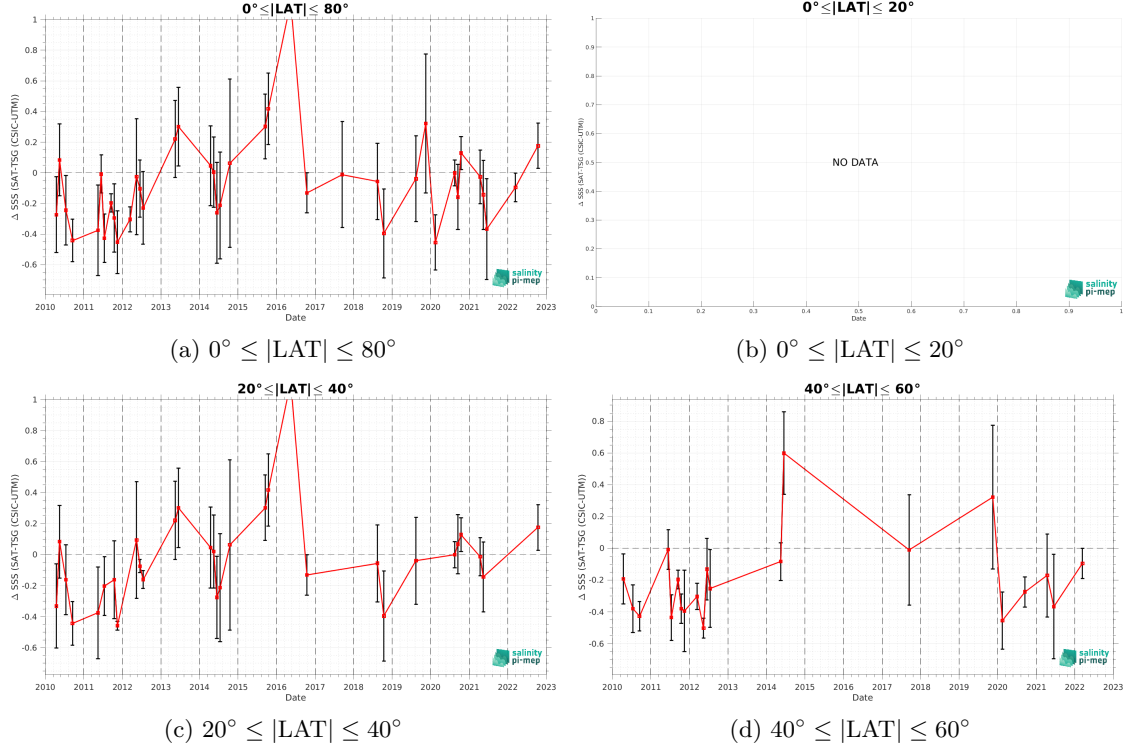 0°≤|LAT|≤ 80°
Δ SSS (SAT-TSG (CSIC-UTM))
1
0.8
0.6
0.4
0.2
0
-0.2
-0.4
-0.6
2010 2011 2012 2013 2014 2015 2016 2017 2018 2019 2020 2021 2022 2023
Date
salinity
pi-mep
(a) 0° ≤ |LAT| ≤ 80°
0°≤|LAT|≤ 20°
Δ SSS (SAT-TSG (CSIC-UTM))
1
0.9
0.8
0.7
0.6
0.5
0.4
0.3
0.2
0.1
0
NO DATA
0 0.1 0.2 0.3 0.4 0.5 0.6 0.7 0.8 0.9 1
Date
salinity
pi-mep
(b) 0° ≤ |LAT| ≤ 20°
20°≤|LAT|≤ 40°
Δ SSS (SAT-TSG (CSIC-UTM))
1
0.8
0.6
0.4
0.2
0
-0.2
-0.4
-0.6
2010 2011 2012 2013 2014 2015 2016 2017 2018 2019 2020 2021 2022 2023
Date
salinity
pi-mep
(c) 20° ≤ |LAT| ≤ 40°
40°≤|LAT|≤ 60°
Δ SSS (SAT-TSG (CSIC-UTM))
0.8
0.6
0.4
0.2
0
-0.2
-0.4
-0.6
2010 2011 2012 2013 2014 2015 2016 2017 2018 2019 2020 2021 2022 2023
Date
salinity
pi-mep
(d) 40° ≤ |LAT| ≤ 60°